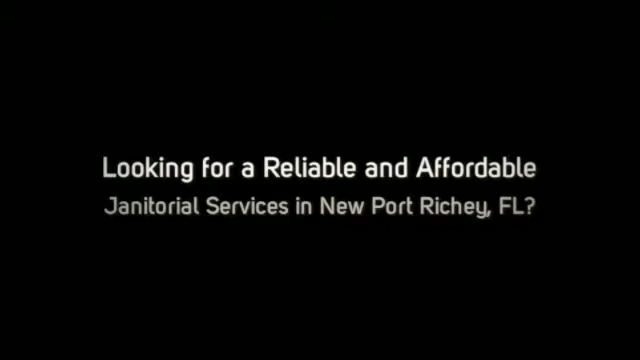 Looking for a Reliable and Affordable
Janitorial Services in New Port Richey, FL?